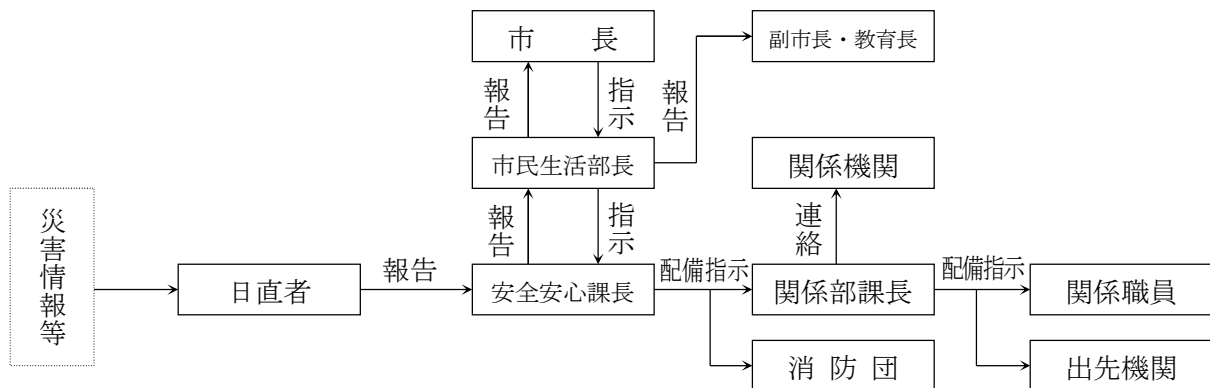 市　　長
副市長・教育長
報告
指示
報告
市民生活部長
関係機関
災害情報等
報告
指示
連絡
日直者
報告
安全安心課長
配備指示
関係部課長
配備指示
関係職員
消 防 団
出先機関